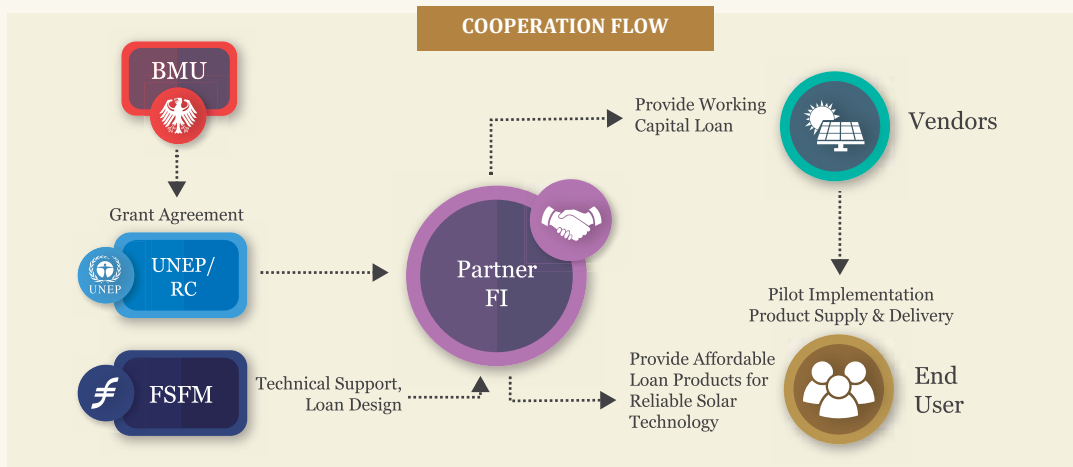 COOPERATION FLOW
BMU
Grant Agreement
UNEP
UNEP/
RC
FSFM
Technical Support,
Loan Design
Partner
FI
Provide Working
Capital Loan
Vendors
Pilot Implementation
Product Supply & Delivery
Provide Affordable
Loan Products for
Reliable Solar
Technology
End
User